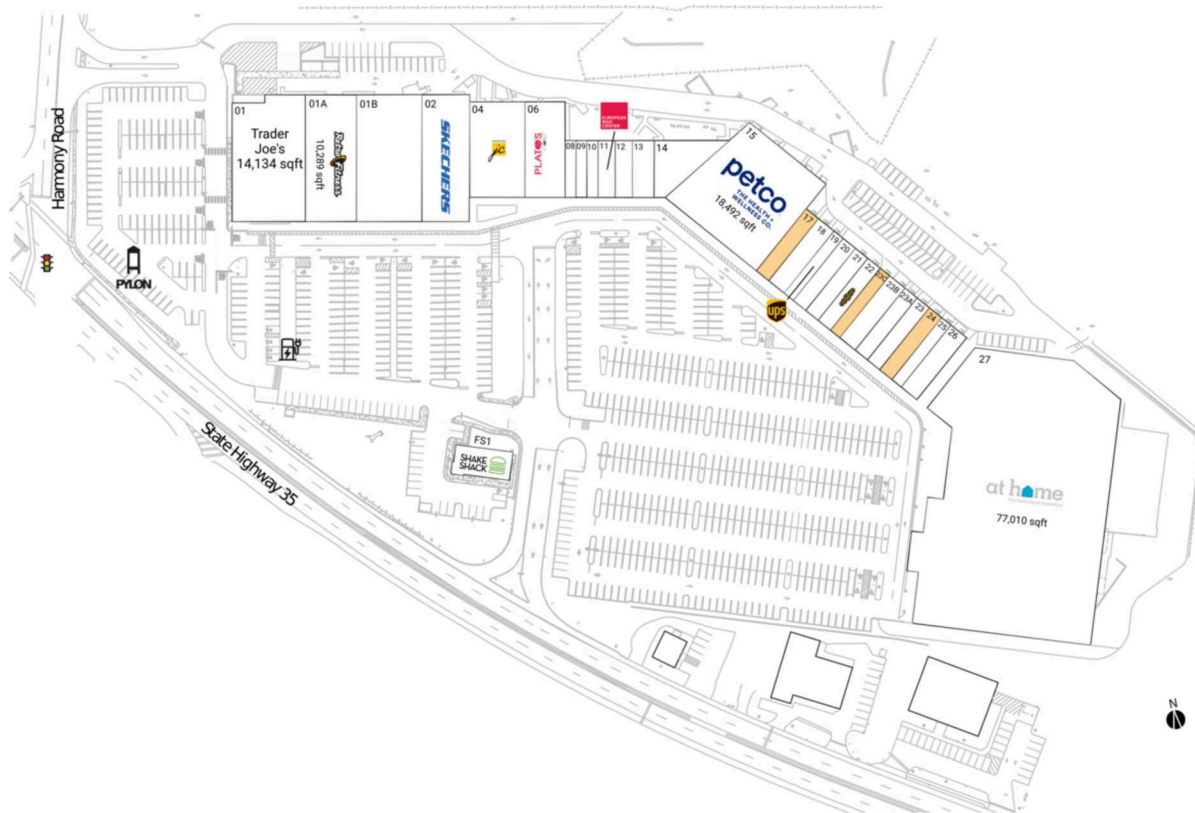 Harmony Road
PYLON
State Highway 35
01
Trader
Joe's
14,134 sqft
01A
Retro Fitness
10,289 sqft
01B
02
SKECHERS
04
06
PLATO'S
08
09
10
11
EUROPEAN
WAX
CENTER
12
13
14
15
petco
THE HEALTH +
WELLNESS CO.
18,492 sqft
17
18
19
20
21
22
23C
23B
23A
23
24
25
26
ups
27
at home
77,010 sqft
FS1
SHAKE
SHACK
N